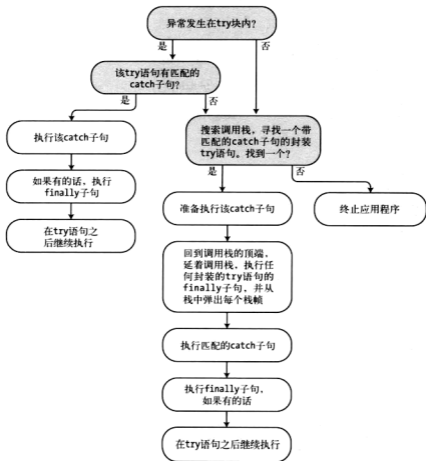 异常发生在try块内?
是
否
该try语句有匹配的
catch子句?
是
否
执行该catch子句
搜索调用栈, 寻找一个带
匹配的catch子句的封装
try语句。找到一个?
是
否
如果有的话, 执行
finally子句
准备执行该catch子句
终止应用程序
在try语句之
后继续执行
回到调用栈的顶端,
延着调用栈, 执行任
何封装的try语句的
finally子句, 并从
栈中弹出每个栈帧
执行匹配的catch子句
执行finally子句,
如果有的话
在try语句之后继续执行